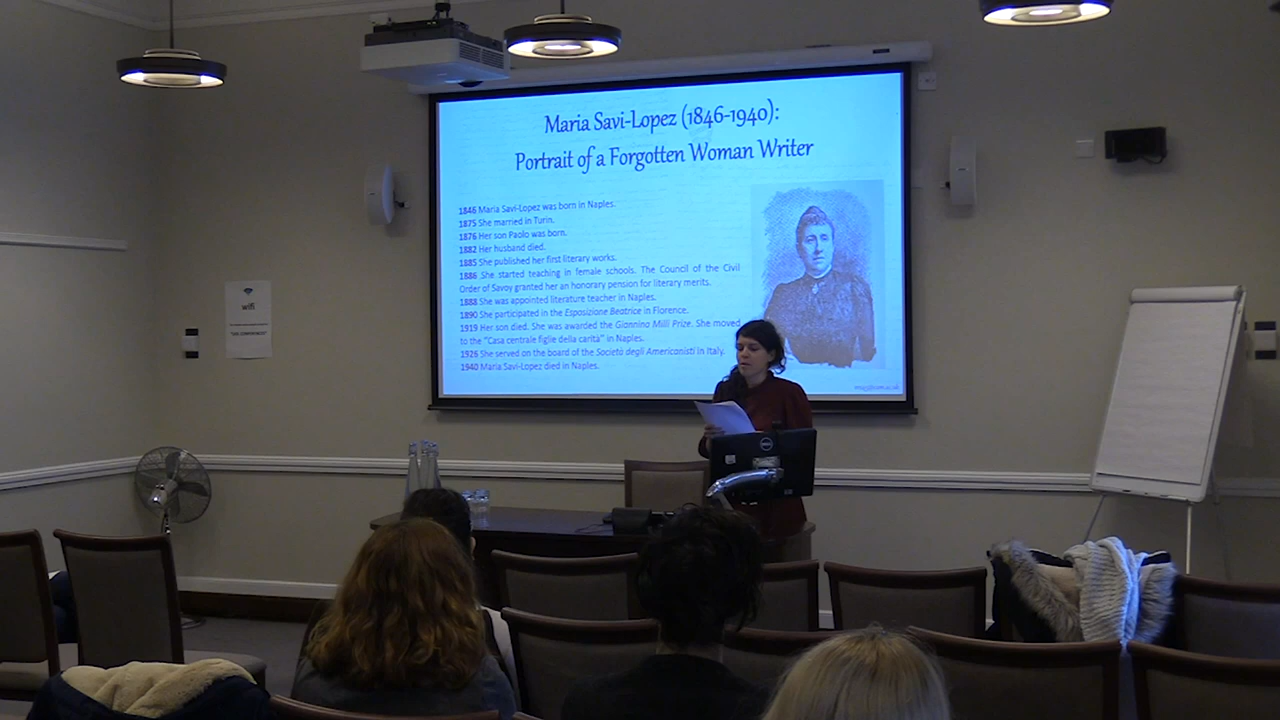 Maria Savi-Lopez (1846-1940):
Portrait of a Forgotten Woman Writer
1846 Maria Savi-Lopez was born in Naples.
1875 She married in Turin.
1876 Her son Paolo was born.
1882 Her husband died.
1885 She published her first literary works.
1886 She started teaching in female schools. The Council of the Civil
Order of Savoy granted her an honorary pension for literary merits.
1888 She was appointed literature teacher in Naples.
1890 She participated in the Esposizione Beatrice in Florence.
1919 Her son died. She was awarded the Giannina Milli Prize. She moved
to the "Casa centrale figlie della carità" in Naples.
1926 She served on the board of the Società degli Americanisti in Italy.
1940 Maria Savi-Lopez died in Naples.
wifi
DELL